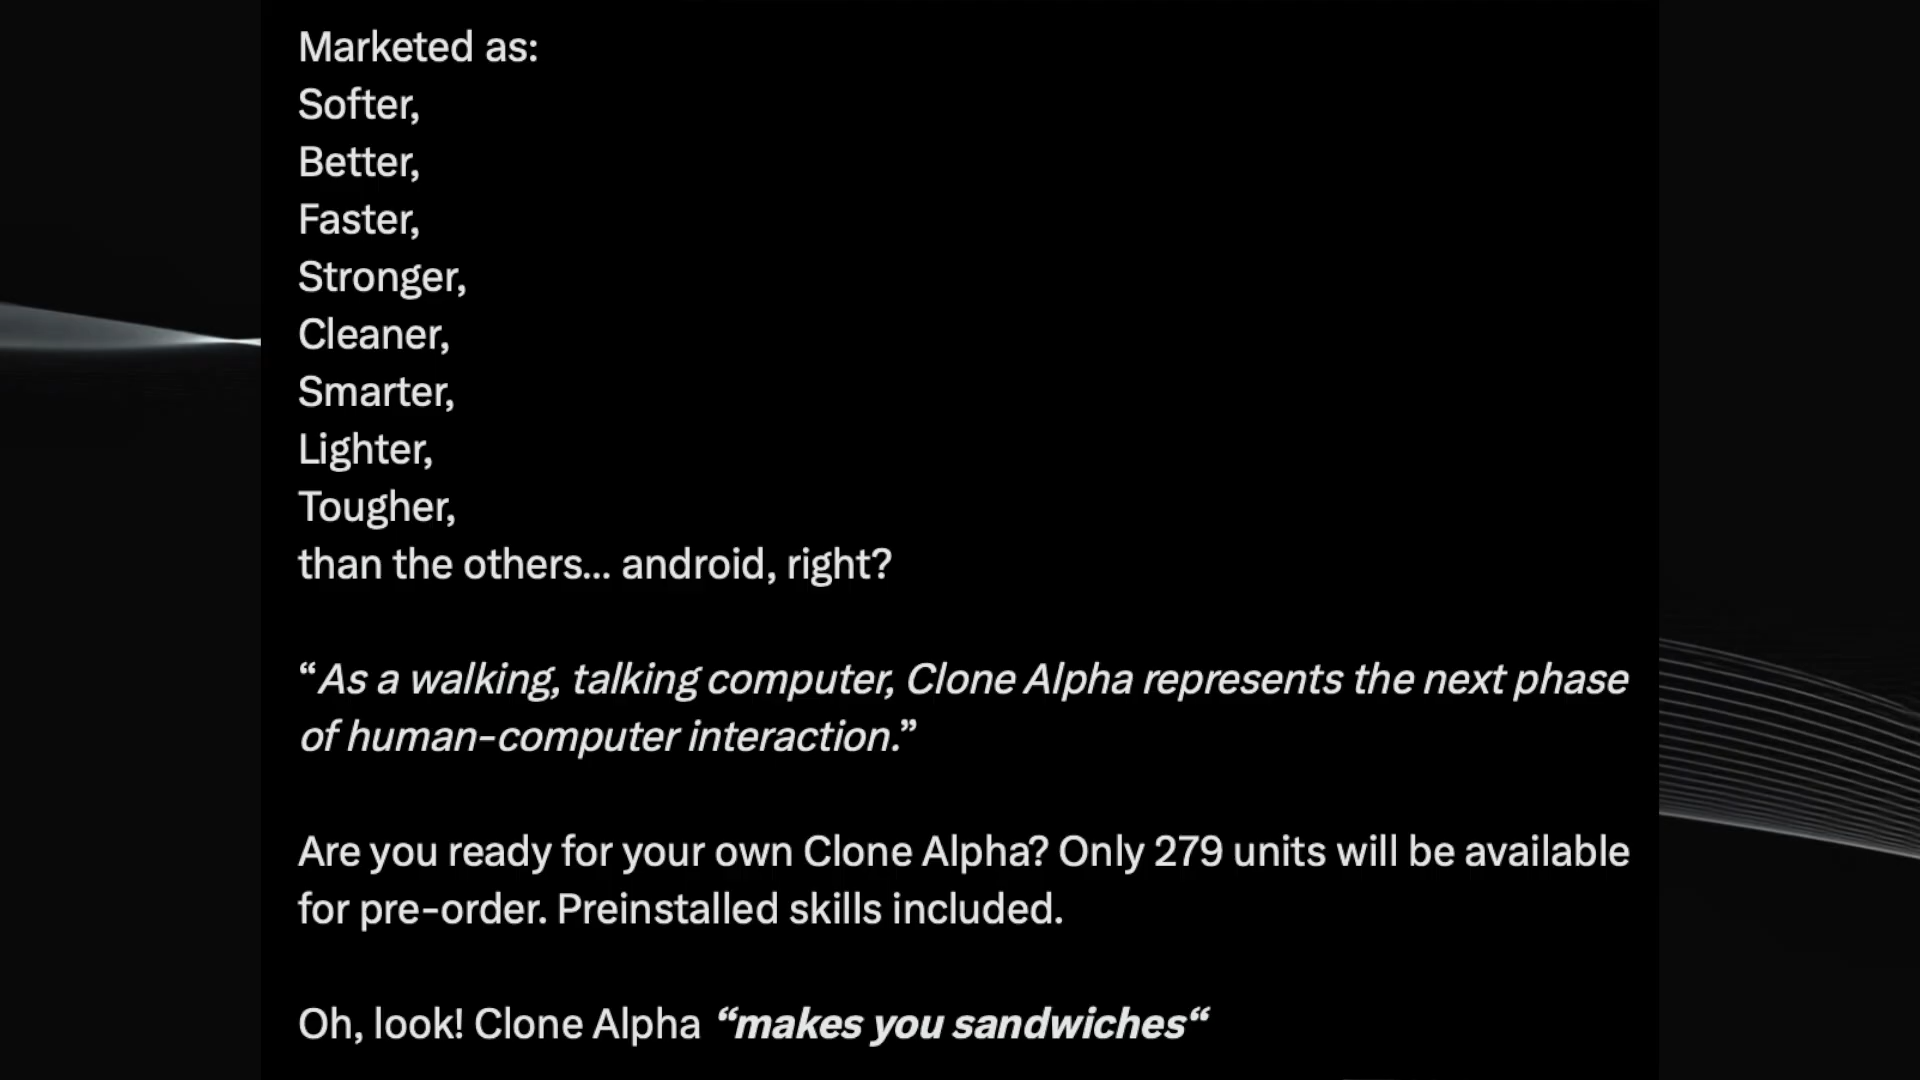 Marketed as:
Softer,
Better,
Faster,
Stronger,
Cleaner,
Smarter,
Lighter,
Tougher,
than the others... android, right?
“As a walking, talking computer, Clone Alpha represents the next phase
of human-computer interaction.”
Are you ready for your own Clone Alpha? Only 279 units will be available
for pre-order. Preinstalled skills included.
Oh, look! Clone Alpha “makes you sandwiches“